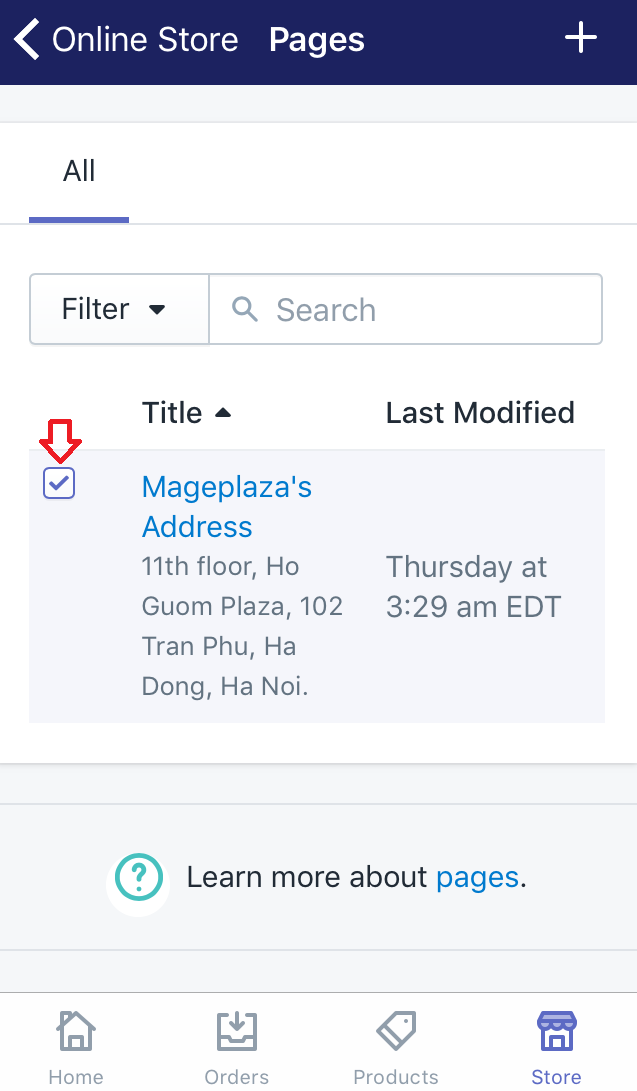 Online Store Pages
All
Filter Search
Title Last Modified
Mageplaza's
Address
11th floor, Ho
Guom Plaza, 102
Tran Phu, Ha
Dong, Ha Noi.
Thursday at
3:29 am EDT
? Learn more about pages.
Home Orders Products Store